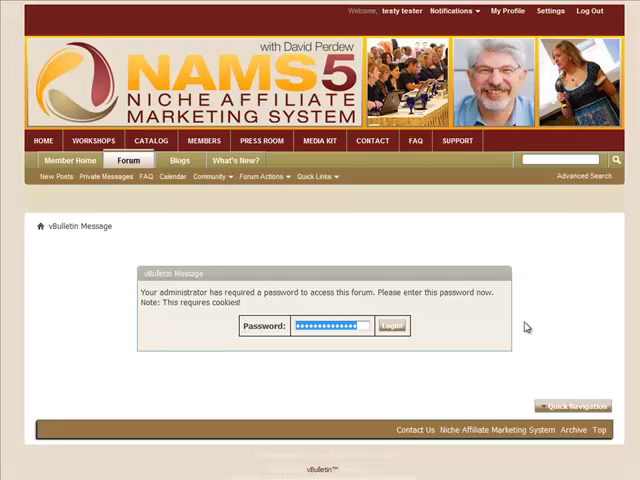 Welcome, testy tester Notifications My Profile Settings Log Out
with David Perdew
NAMS5
NICHE AFFILIATE
MARKETING SYSTEM
HOME WORKSHOPS CATALOG MEMBERS PRESS ROOM MEDIA KIT CONTACT FAQ SUPPORT
Member Home Forum Blogs What's New?
New Posts Private Messages FAQ Calendar Community Forum Actions Quick Links Advanced Search
vBulletin Message
vBulletin Message
Your administrator has required a password to access this forum. Please enter this password now.
Note: This requires cookies!
Password: Login!
Quick Navigation
Contact Us Niche Affiliate Marketing System Archive Top
vBulletin™